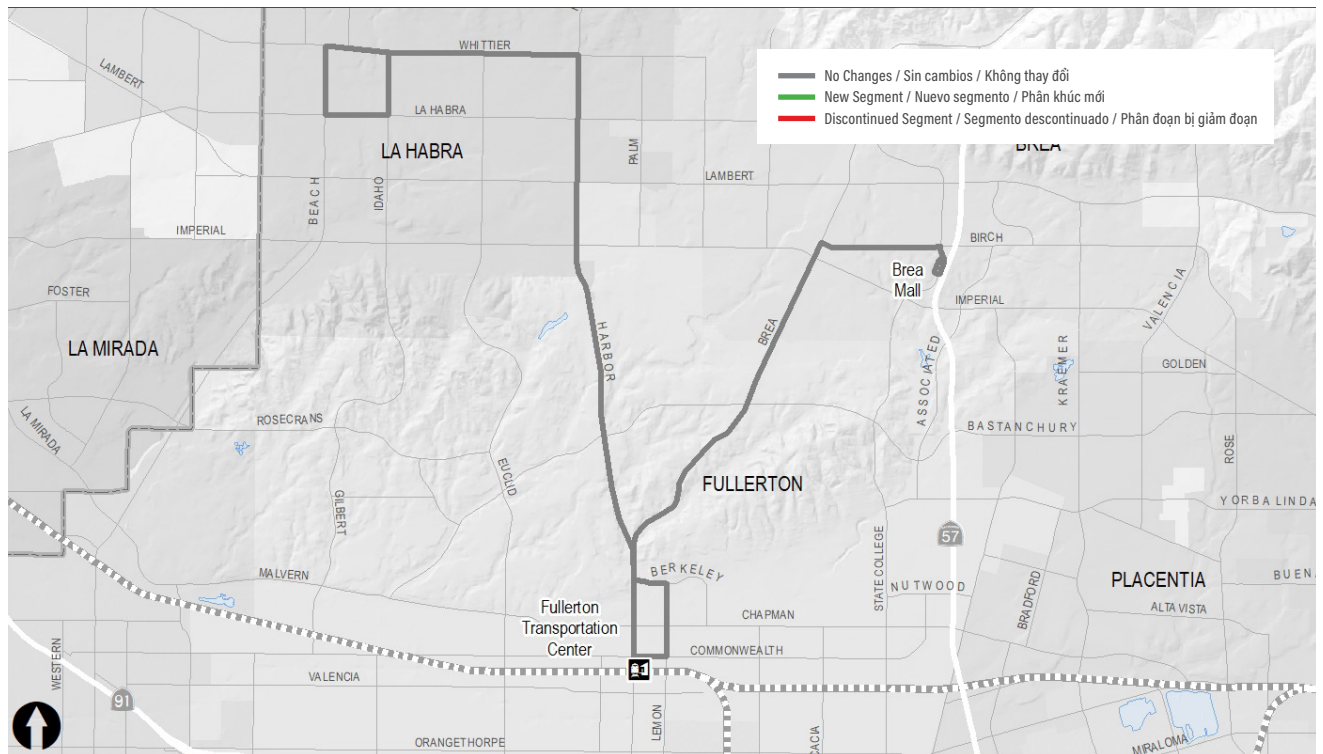 WHITTIER
LAMBERT
No Changes / Sin cambios / Không thay đổi
New Segment / Nuevo segmento / Phân khúc mới
Discontinued Segment / Segmento descontinuado / Phân đoạn bị giảm đoạn
LA HABRA
LA HABRA
PALM
BREA
LAMBERT
BEACH
IDAHO
IMPERIAL
BIRCH
Brea
Mall
FOSTER
IMPERIAL
VALENCIA
HARBOR
BREA
LA MIRADA
ASSOCIATED
KRAEMER
GOLDEN
LA MIRADA
ROSECRANS
BASTANCHURY
ROSE
EUCLID
FULLERTON
GILBERT
YORBA LINDA
57
STATE COLLEGE
MALVERN
BERKELEY
NUTWOOD
BRADFORD
PLACENTIA
BUENA
Fullerton
Transportation
Center
CHAPMAN
ALTA VISTA
WESTERN
COMMONWEALTH
VALENCIA
91
LEMON
ACACIA
ORANGETHORPE
MIRALOMA